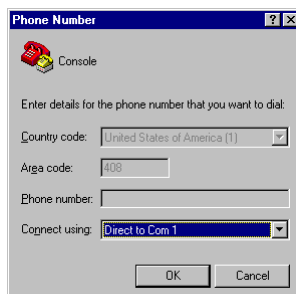 Phone Number
Console
Enter details for the phone number that you want to dial:
Country code: United States of America (1)
Area code: 408
Phone number:
Connect using: Direct to Com 1
OK Cancel